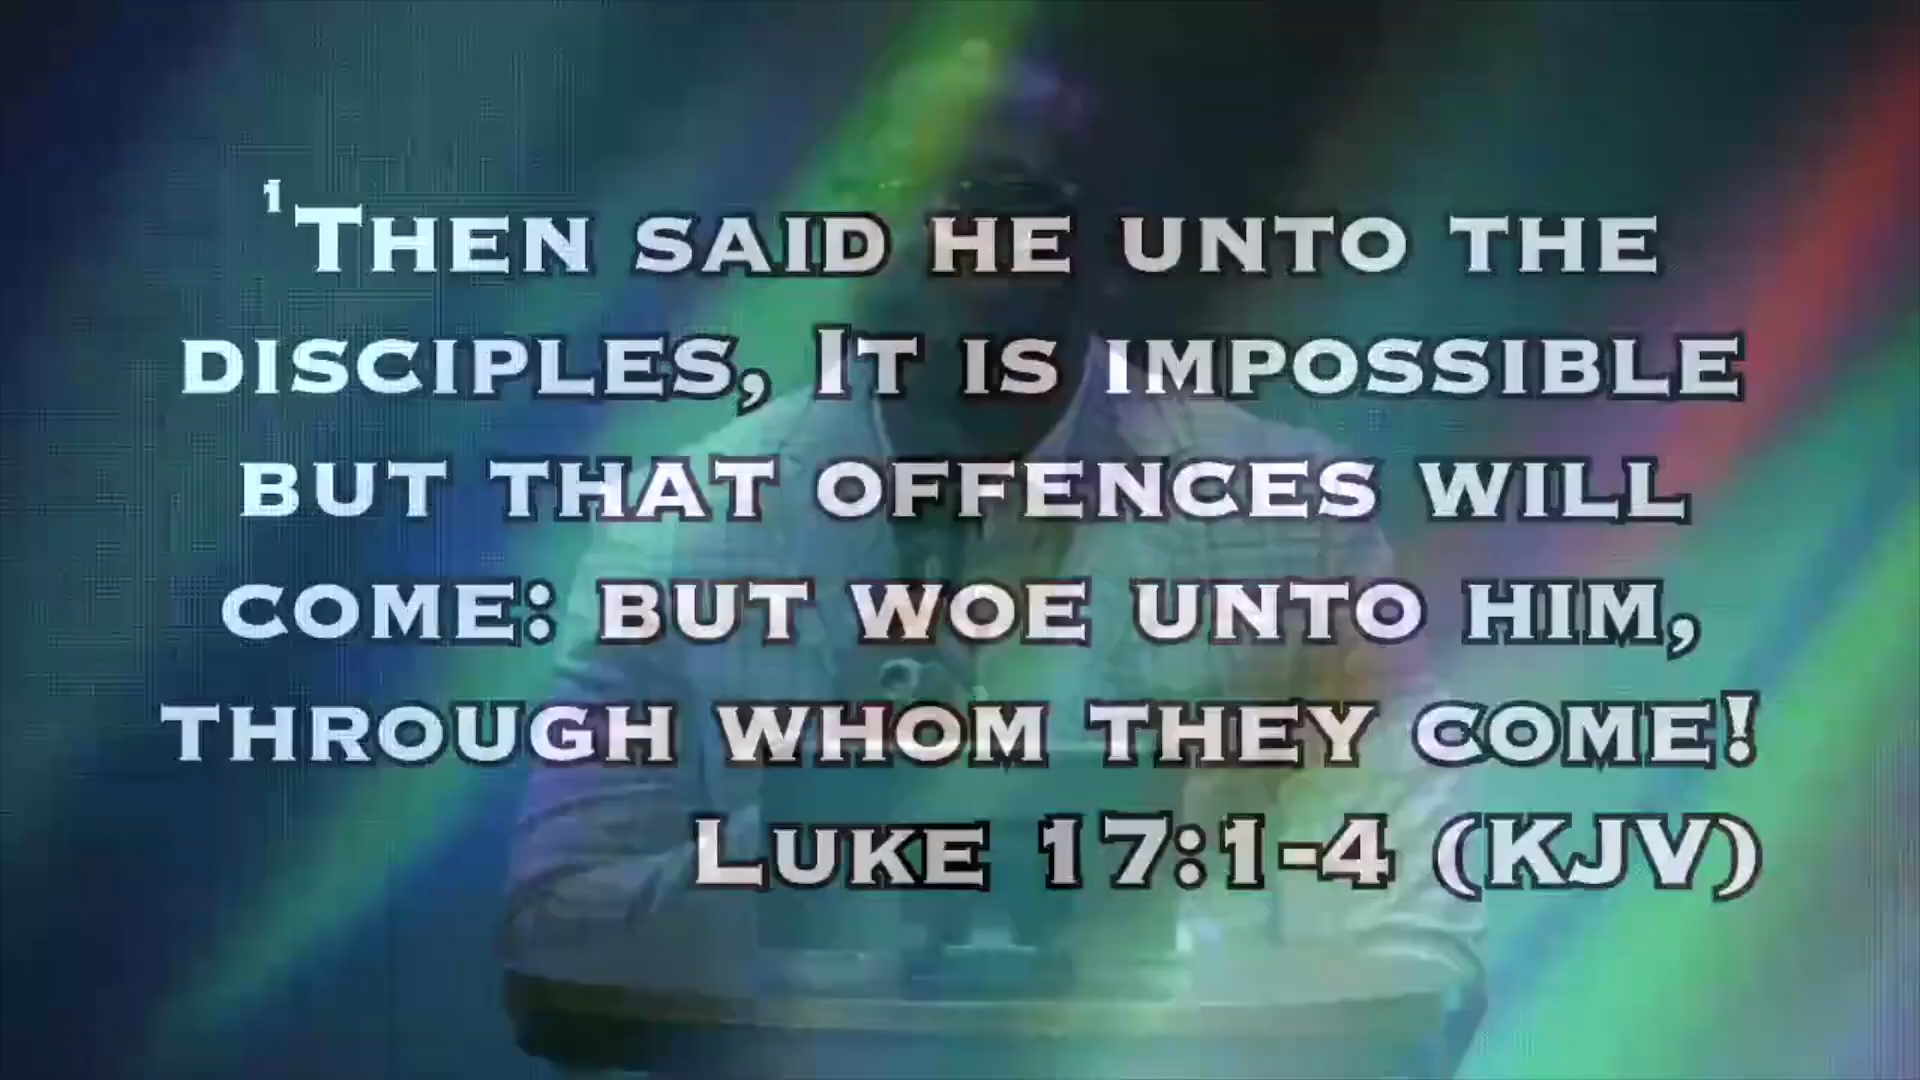 ¹Then said he unto the
disciples, It is impossible
but that offences will
come: but woe unto him,
through whom they come!
Luke 17:1-4 (KJV)